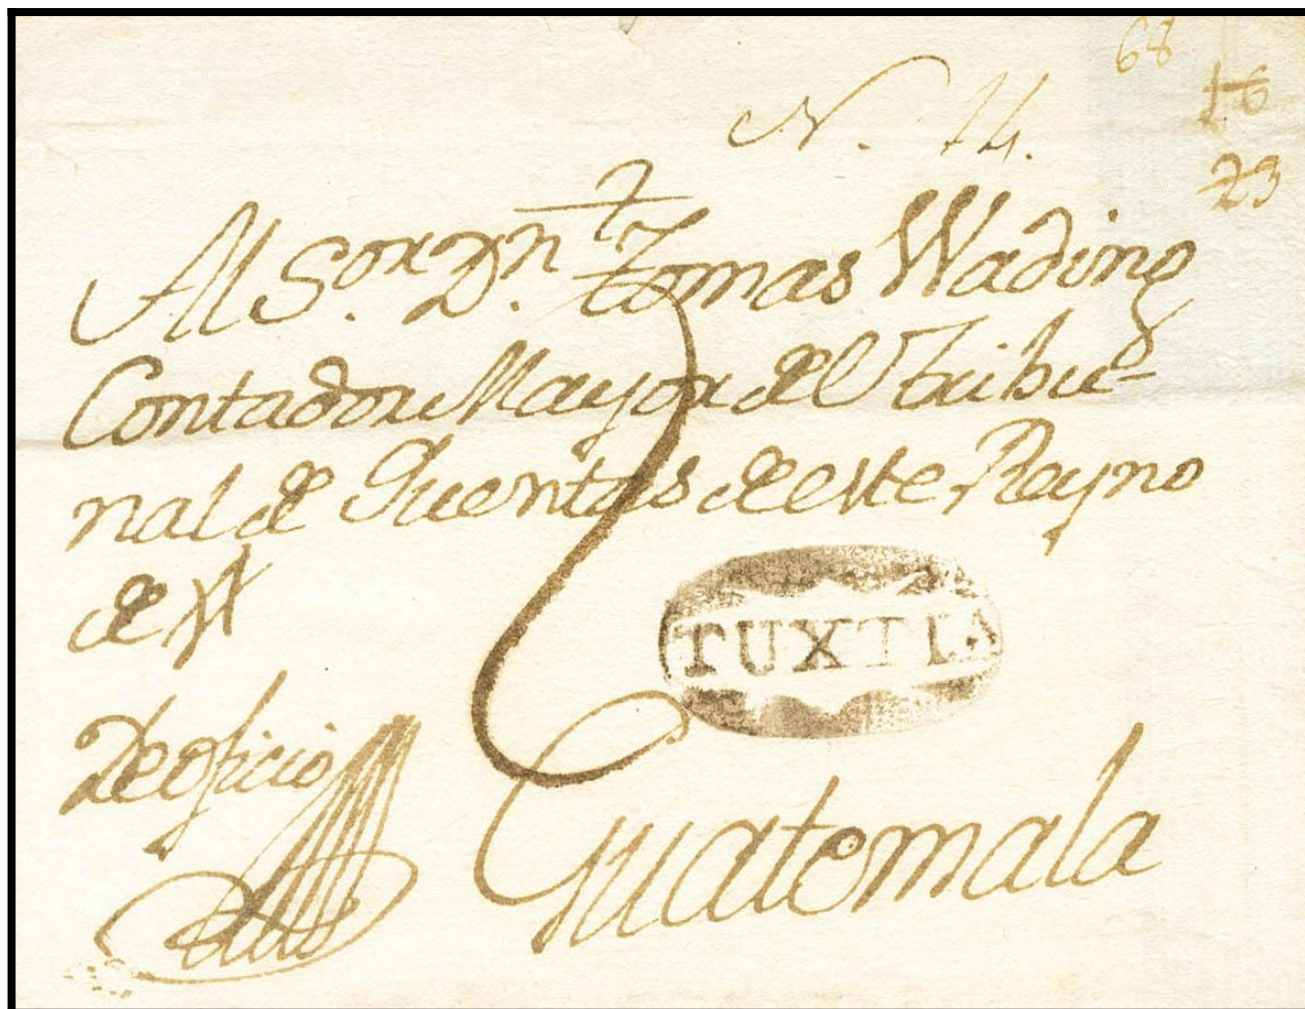 68
16
N. 14.
23
Al S.or D.n Tomas Wading
Contador Mayor del tribu-
nal de Quentas de este Reyno
de
TUXTLA
De oficio
Guatemala